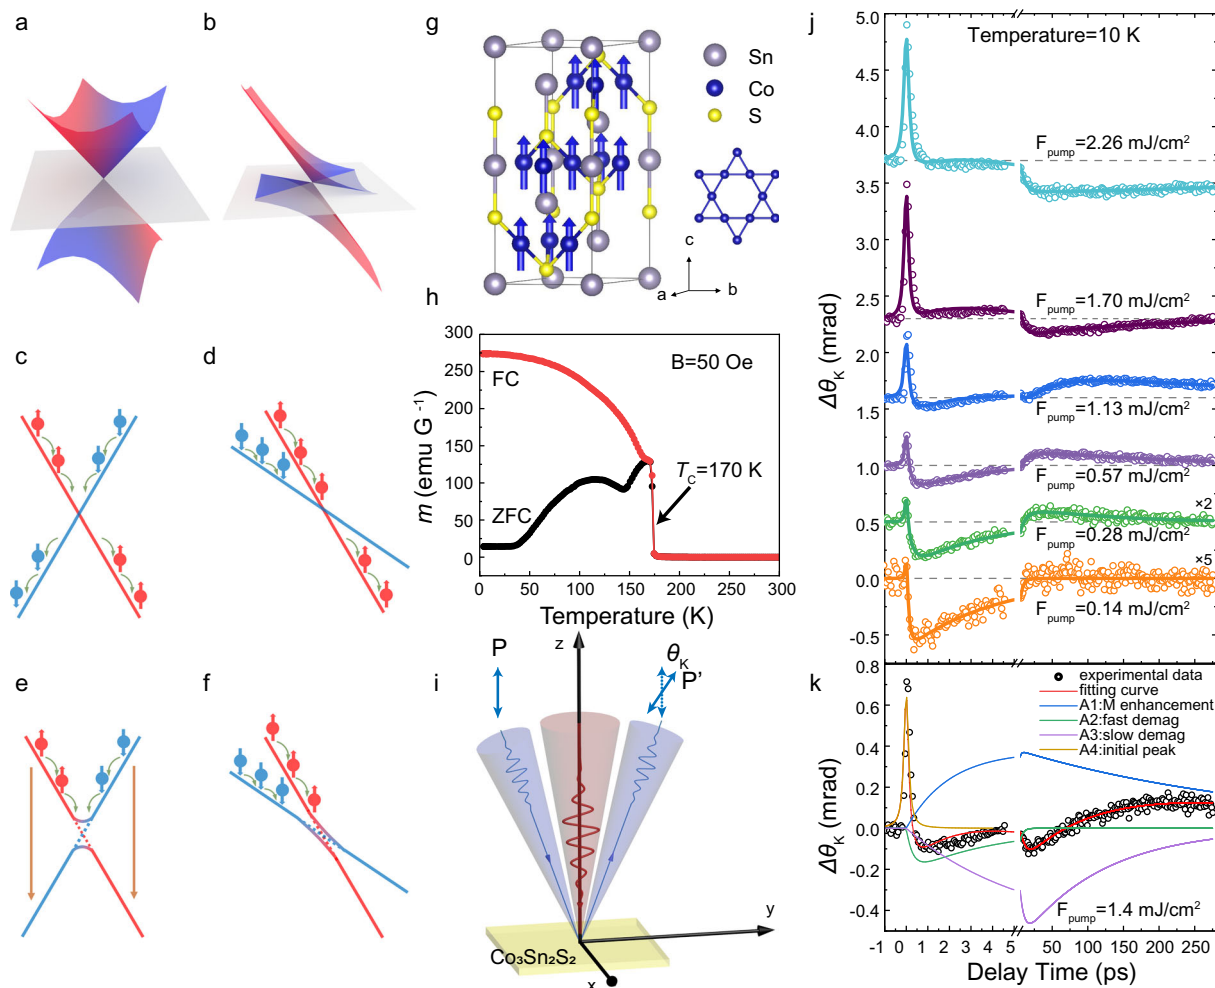 a
b
c
d
e
f
g
Sn
Co
S
c
a
b
h
300
250
200
150
100
50
0
m (emu G⁻¹)
B=50 Oe
FC
ZFC
T_C=170 K
0 50 100 150 200 250 300
Temperature (K)
i
P
z
θ_K
P'
y
x
Co₃Sn₂S₂
j
Temperature=10 K
5.0
4.5
4.0
3.5
5.0
3.0
2.5
2.0
1.5
1.0
0.5
0.0
-0.5
Δθ_K (mrad)
F_pump=2.26 mJ/cm²
F_pump=1.70 mJ/cm²
F_pump=1.13 mJ/cm²
F_pump=0.57 mJ/cm²
×2
F_pump=0.28 mJ/cm²
×5
F_pump=0.14 mJ/cm²
k
0.8
0.6
0.4
0.2
0.0
-0.2
-0.4
Δθ_K (mrad)
experimental data
fitting curve
A1:M enhancement
A2:fast demag
A3:slow demag
A4:initial peak
F_pump=1.4 mJ/cm²
-1 0 1 2 3 4 5 50 100 150 200 250
Delay Time (ps)